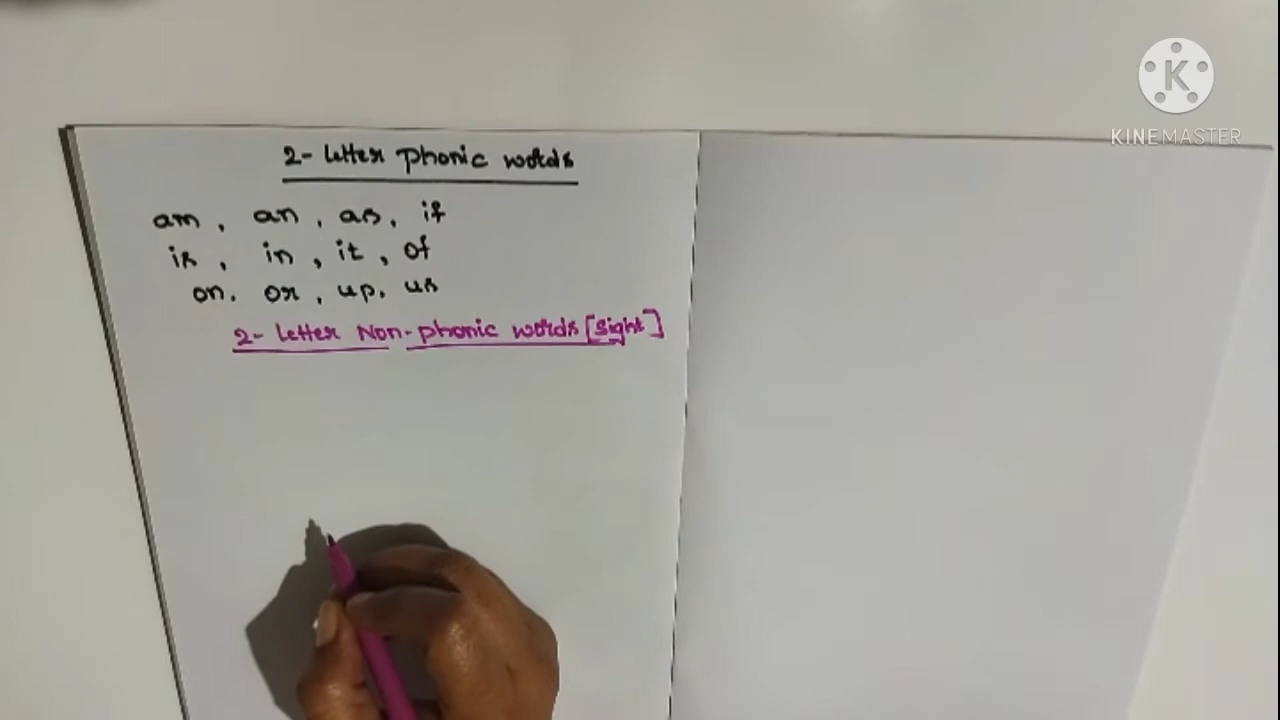 2- Letter phonic words
am, an, as, if
is, in, it, of
on, or, up, us
2- Letter Non-phonic words [Sight]
K
KINEMASTER